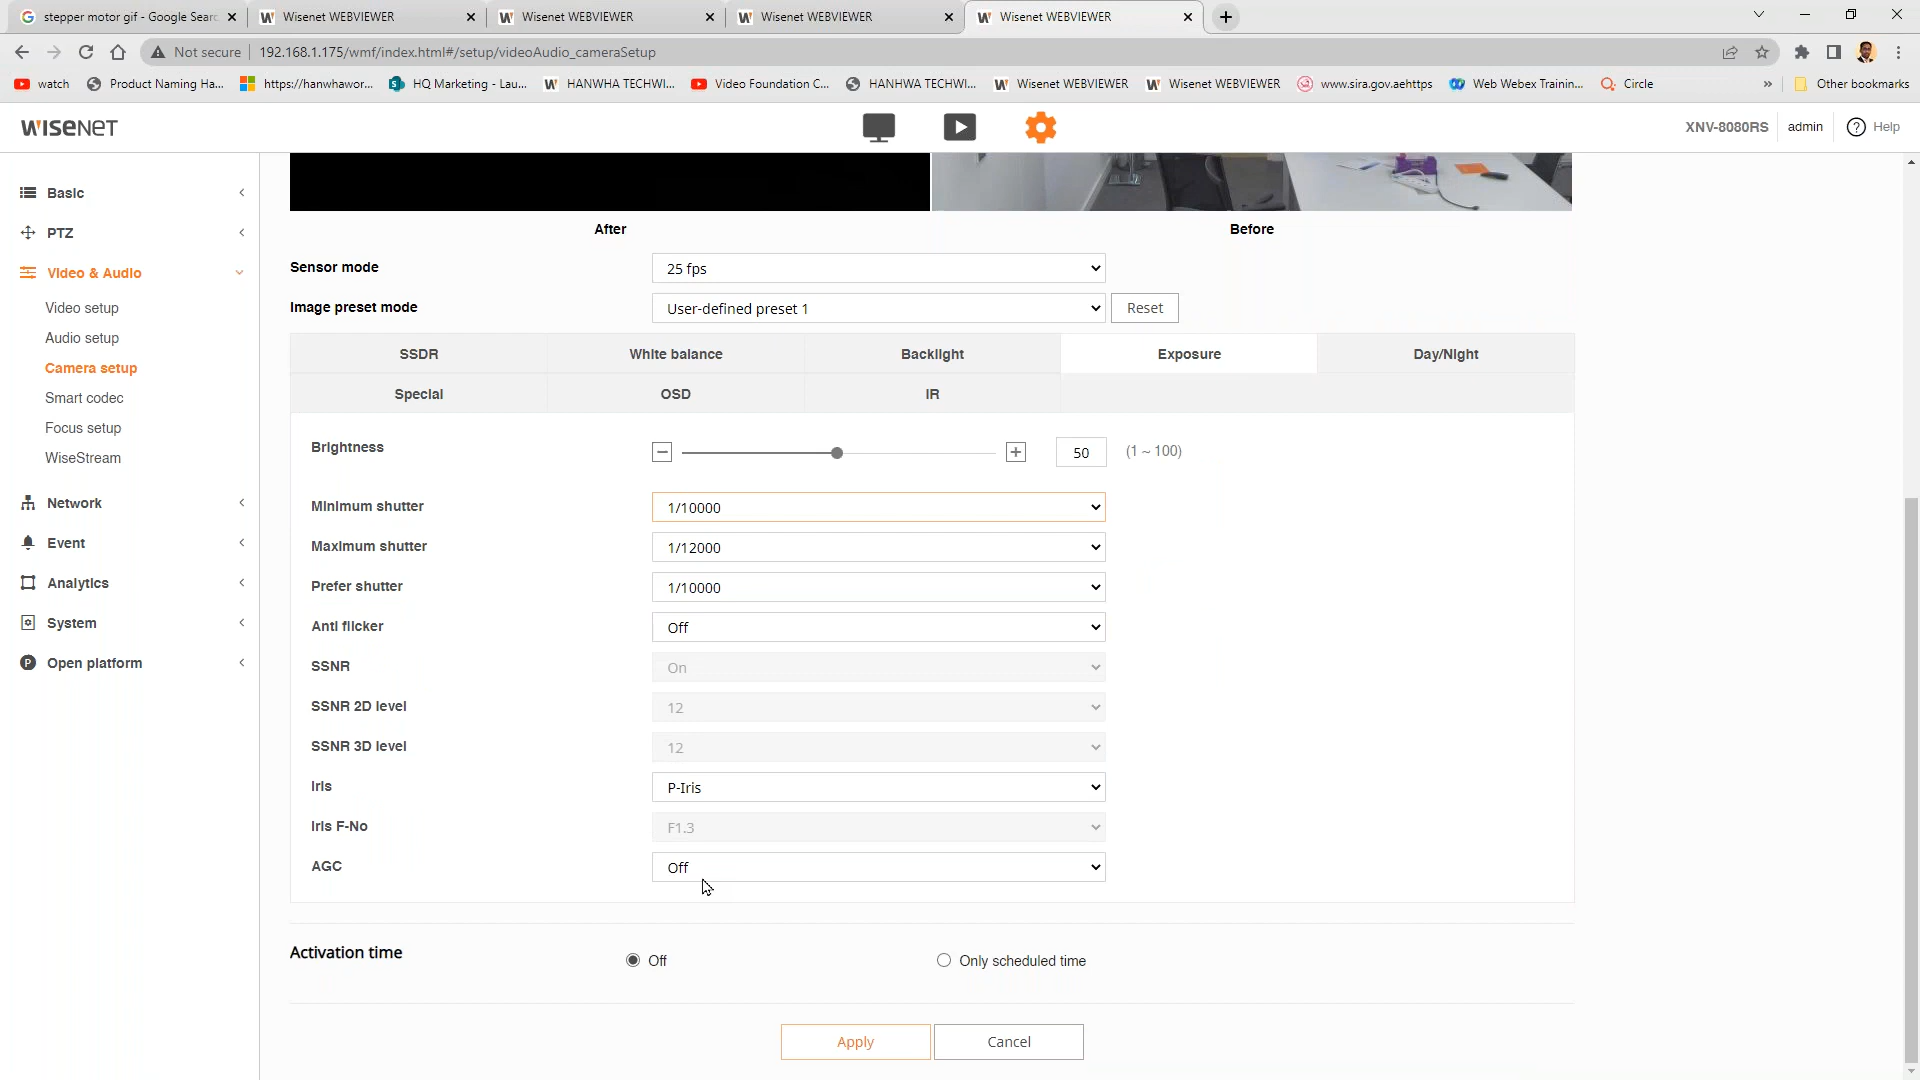 stepper motor gif - Google Searc
Wisenet WEBVIEWER
Wisenet WEBVIEWER
Wisenet WEBVIEWER
Wisenet WEBVIEWER
Not secure 192.168.1.175/wmf/index.html#/setup/videoAudio_cameraSetup
watch Product Naming Ha... https://hanwhawor... HQ Marketing - Lau... HANWHA TECHWI... Video Foundation C... HANHWA TECHWI... Wisenet WEBVIEWER Wisenet WEBVIEWER www.sira.gov.aehttps Web Webex Trainin... Circle » Other bookmarks
WISENET
XNV-8080RS admin ? Help
Basic
PTZ
Video & Audio
Video setup
Audio setup
Camera setup
Smart codec
Focus setup
WiseStream
Network
Event
Analytics
System
Open platform
After Before
Sensor mode 25 fps
Image preset mode User-defined preset 1 Reset
SSDR White balance Backlight Exposure Day/Night
Special OSD IR
Brightness 50 (1 ~ 100)
Minimum shutter 1/10000
Maximum shutter 1/12000
Prefer shutter 1/10000
Anti flicker Off
SSNR On
SSNR 2D level 12
SSNR 3D level 12
Iris P-Iris
Iris F-No F1.3
AGC Off
Activation time Off Only scheduled time
Apply Cancel